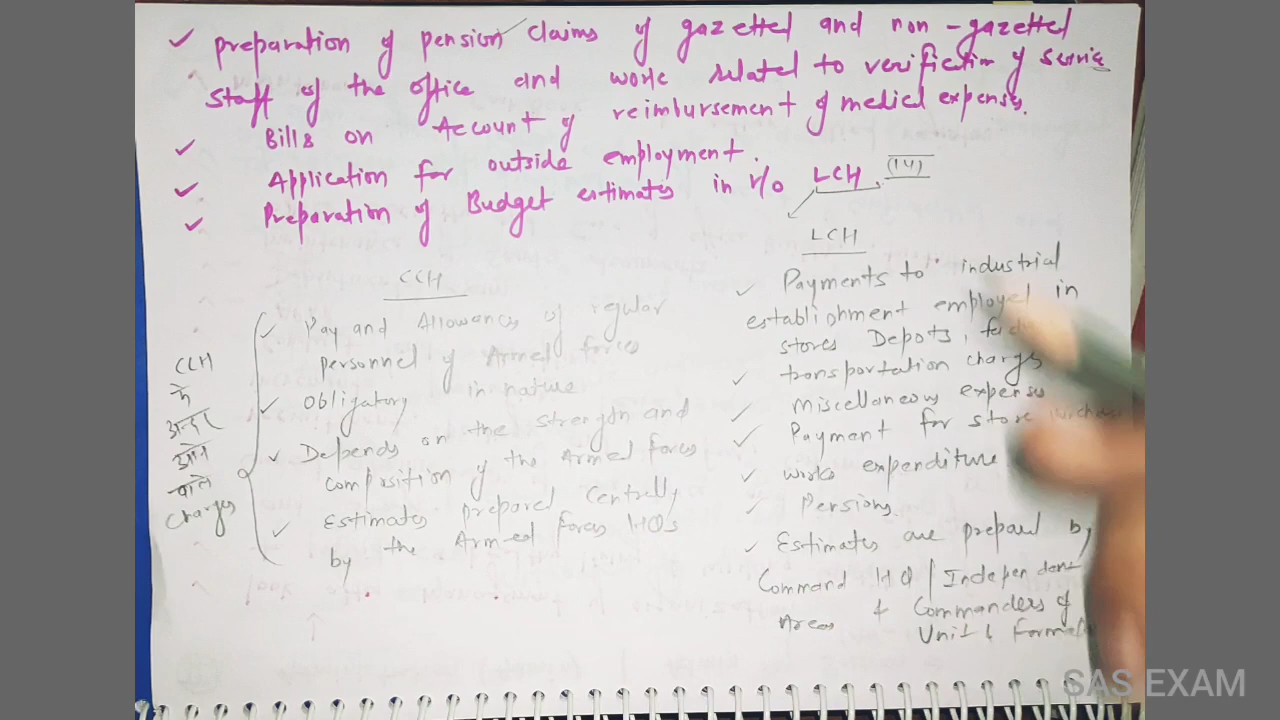 preparation of pension claims of gazetted and non-gazetted
staff of the office and work related to verification of service
Bills on Account of reimbursement of medical expenses.
Application for outside employment.
Preparation of Budget estimates in r/o LCH (14)
CCH
Pay and Allowances of regular
personnel of Armed forces
Obligatory in nature
Depends on the strength and
composition of the Armed forces
Estimates prepared centrally
by the Armed forces HQs
CCH
में
अन्दर
आने
वाले
charges
LCH
Payments to industrial
establishment employed in
stores Depots,
transportation charges
Miscellaneous expenses
Payment for store
works expenditure
Pensions.
Estimates are prepared by
Command HQ / Independent
Areas & Commanders of
Unit &
SAS EXAM